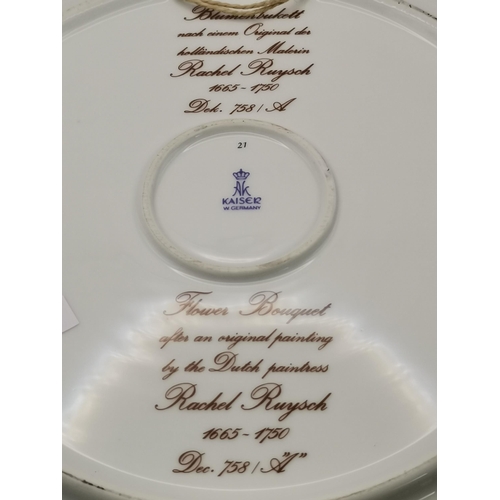 Blumenbukett
nach einem Original der
holländischen Malerin
Rachel Ruysch
1665 - 1750
Dek. 758/A
21
AK
KAISER
W. GERMANY
Flower Bouquet
after an original painting
by the Dutch paintress
Rachel Ruysch
1665 - 1750
Dec. 758/"A"